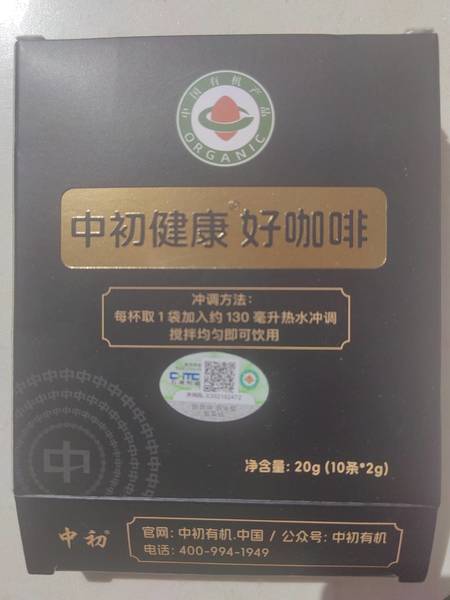 中国有机产品
ORGANIC
中初健康®好咖啡
冲调方法:
每杯取1袋加入约130毫升热水冲调
搅拌均匀即可饮用
净含量: 20g (10条*2g)
中初®
官网: 中初有机.中国 / 公众号: 中初有机
电话: 400-994-1949